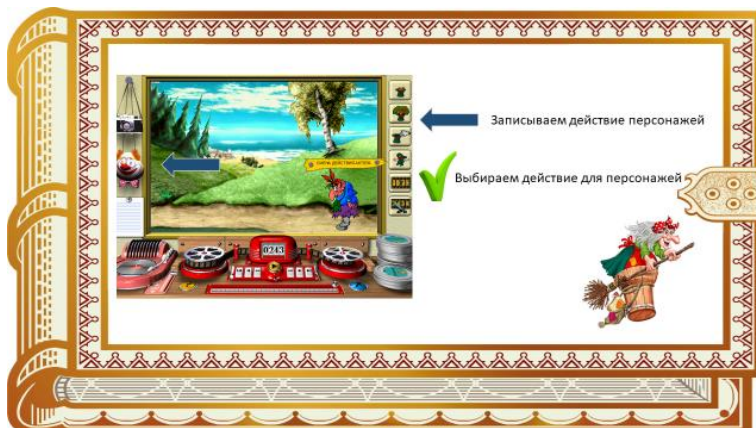 Записываем действие персонажей
Выбираем действие для персонажей
0243